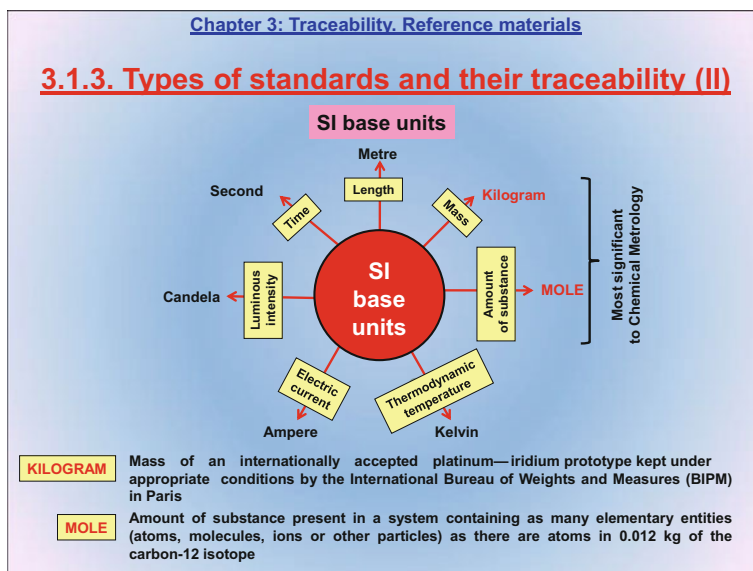 Chapter 3: Traceability. Reference materials
3.1.3. Types of standards and their traceability (II)
SI base units
Metre
Second
Length
Kilogram
Time
Mass
SI
base
units
Candela
Luminous
intensity
Amount
of substance
MOLE
Most significant
to Chemical Metrology
Electric
current
Thermodynamic
temperature
Ampere
Kelvin
KILOGRAM
Mass of an internationally accepted platinum—iridium prototype kept under
appropriate conditions by the International Bureau of Weights and Measures (BIPM)
in Paris
MOLE
Amount of substance present in a system containing as many elementary entities
(atoms, molecules, ions or other particles) as there are atoms in 0.012 kg of the
carbon-12 isotope